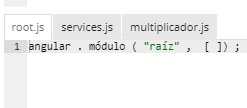 root.js services.js multiplicador.js
1 angular . módulo ( "raíz" , [ ]) ;